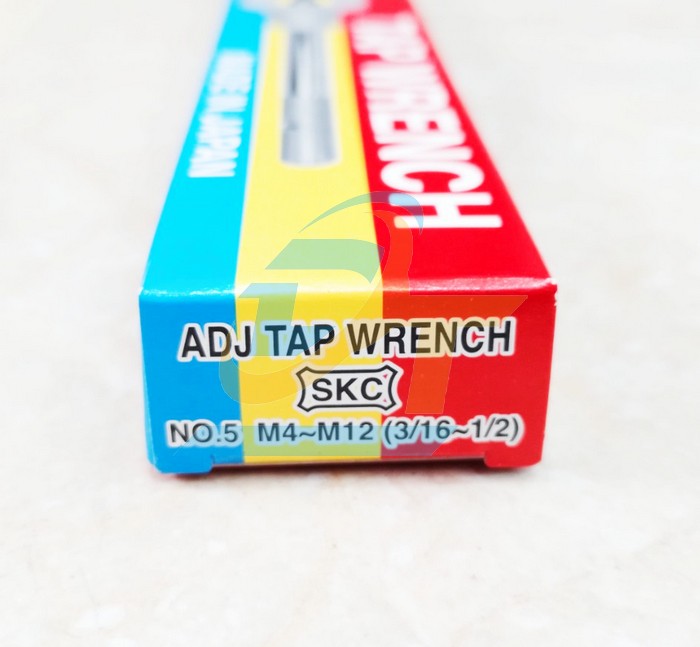 MADE IN JAPAN
TAP WRENCH
ADJ TAP WRENCH
SKC
NO.5 M4~M12 (3/16~1/2)